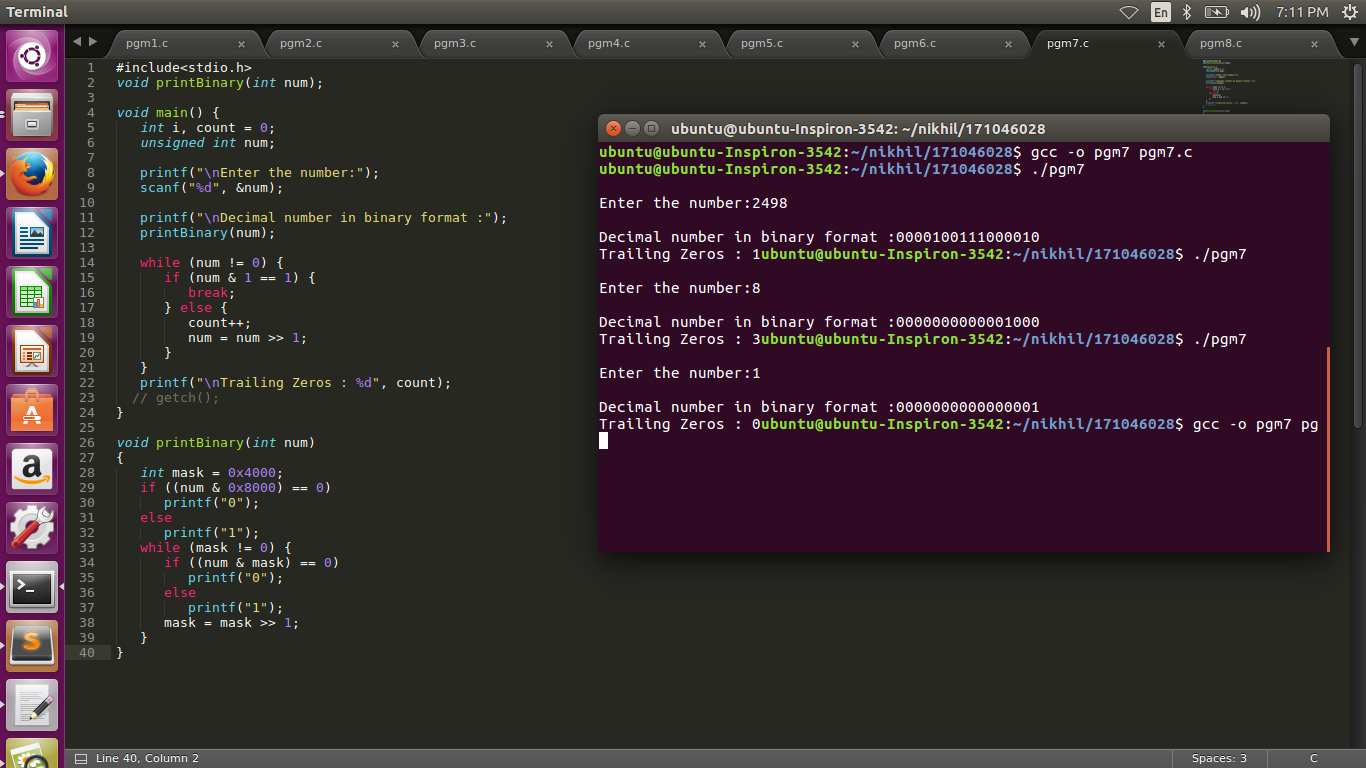 Terminal
En
7:11 PM
pgm1.c × pgm2.c × pgm3.c × pgm4.c × pgm5.c × pgm6.c × pgm7.c × pgm8.c ×
1 #include<stdio.h>
2 void printBinary(int num);
3
4 void main() {
5    int i, count = 0;
6    unsigned int num;
7
8    printf("\nEnter the number:");
9    scanf("%d", &num);
10
11    printf("\nDecimal number in binary format :");
12    printBinary(num);
13
14    while (num != 0) {
15       if (num & 1 == 1) {
16          break;
17       } else {
18          count++;
19          num = num >> 1;
20       }
21    }
22    printf("\nTrailing Zeros : %d", count);
23   // getch();
24 }
25
26 void printBinary(int num)
27 {
28    int mask = 0x4000;
29    if ((num & 0x8000) == 0)
30       printf("0");
31    else
32       printf("1");
33    while (mask != 0) {
34       if ((num & mask) == 0)
35          printf("0");
36       else
37          printf("1");
38       mask = mask >> 1;
39    }
40 }
ubuntu@ubuntu-Inspiron-3542: ~/nikhil/171046028
ubuntu@ubuntu-Inspiron-3542:~/nikhil/171046028$ gcc -o pgm7 pgm7.c
ubuntu@ubuntu-Inspiron-3542:~/nikhil/171046028$ ./pgm7
Enter the number:2498
Decimal number in binary format :0000100111000010
Trailing Zeros : 1ubuntu@ubuntu-Inspiron-3542:~/nikhil/171046028$ ./pgm7
Enter the number:8
Decimal number in binary format :0000000000001000
Trailing Zeros : 3ubuntu@ubuntu-Inspiron-3542:~/nikhil/171046028$ ./pgm7
Enter the number:1
Decimal number in binary format :0000000000000001
Trailing Zeros : 0ubuntu@ubuntu-Inspiron-3542:~/nikhil/171046028$ gcc -o pgm7 pg
Line 40, Column 2
Spaces: 3
C